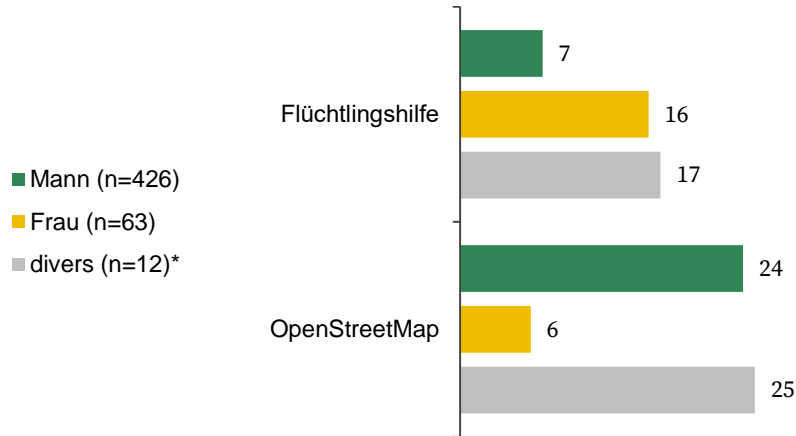 Mann (n=426)
Frau (n=63)
divers (n=12)*
Flüchtlingshilfe
7
16
17
OpenStreetMap
24
6
25